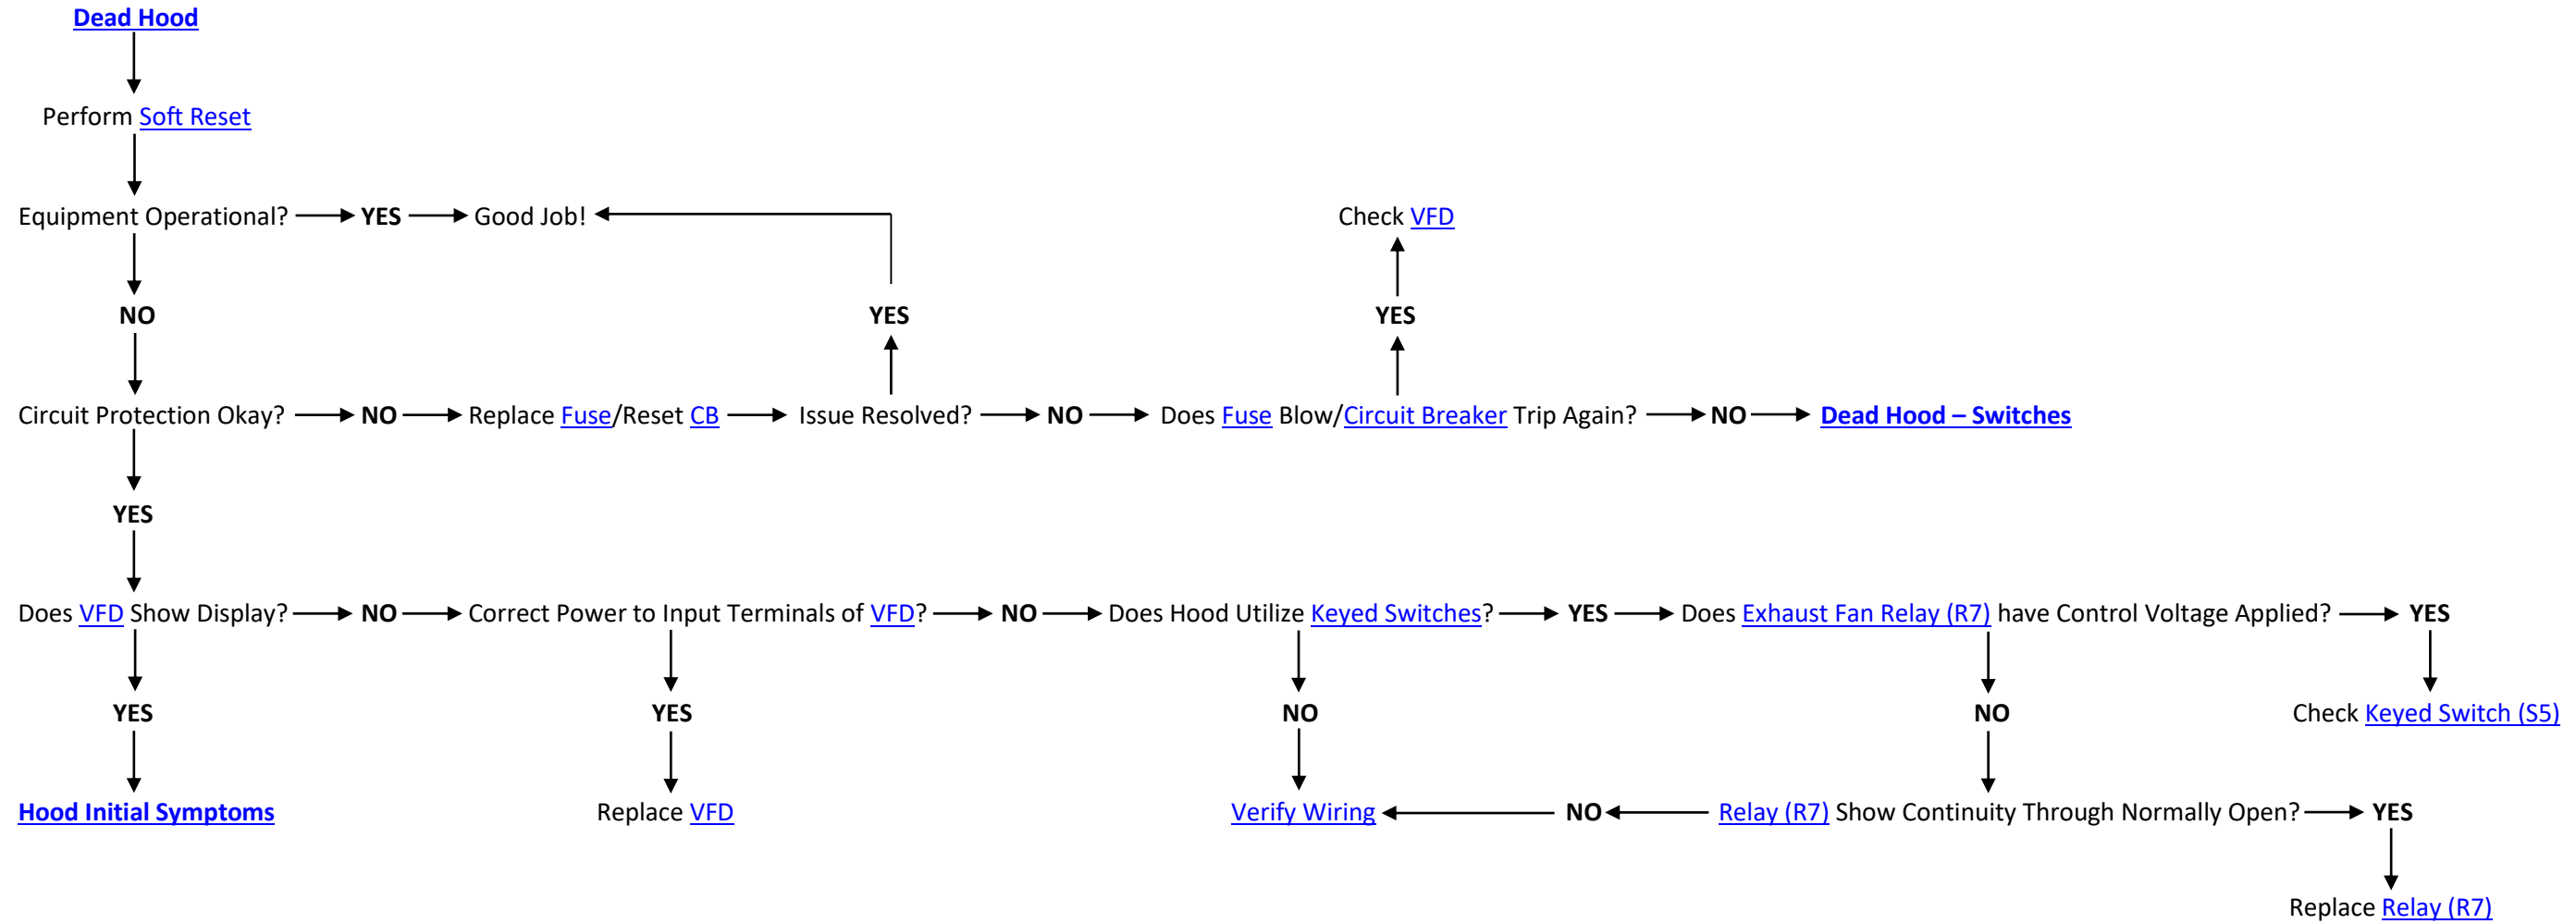 Dead Hood
Perform Soft Reset
Equipment Operational? YES Good Job! Check VFD
NO YES YES
Circuit Protection Okay? NO Replace Fuse/Reset CB Issue Resolved? NO Does Fuse Blow/Circuit Breaker Trip Again? NO Dead Hood – Switches
YES
Does VFD Show Display? NO Correct Power to Input Terminals of VFD? NO Does Hood Utilize Keyed Switches? YES Does Exhaust Fan Relay (R7) have Control Voltage Applied? YES
YES YES NO NO Check Keyed Switch (S5)
Hood Initial Symptoms Replace VFD Verify Wiring NO Relay (R7) Show Continuity Through Normally Open? YES
Replace Relay (R7)